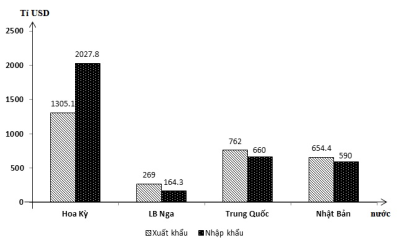 Tỉ USD
2500
2000
1500
1000
500
0
1305.1
2027.8
269
164.3
762
660
654.4
590
Hoa Kỳ
LB Nga
Trung Quốc
Nhật Bản
nước
Xuất khẩu
Nhập khẩu